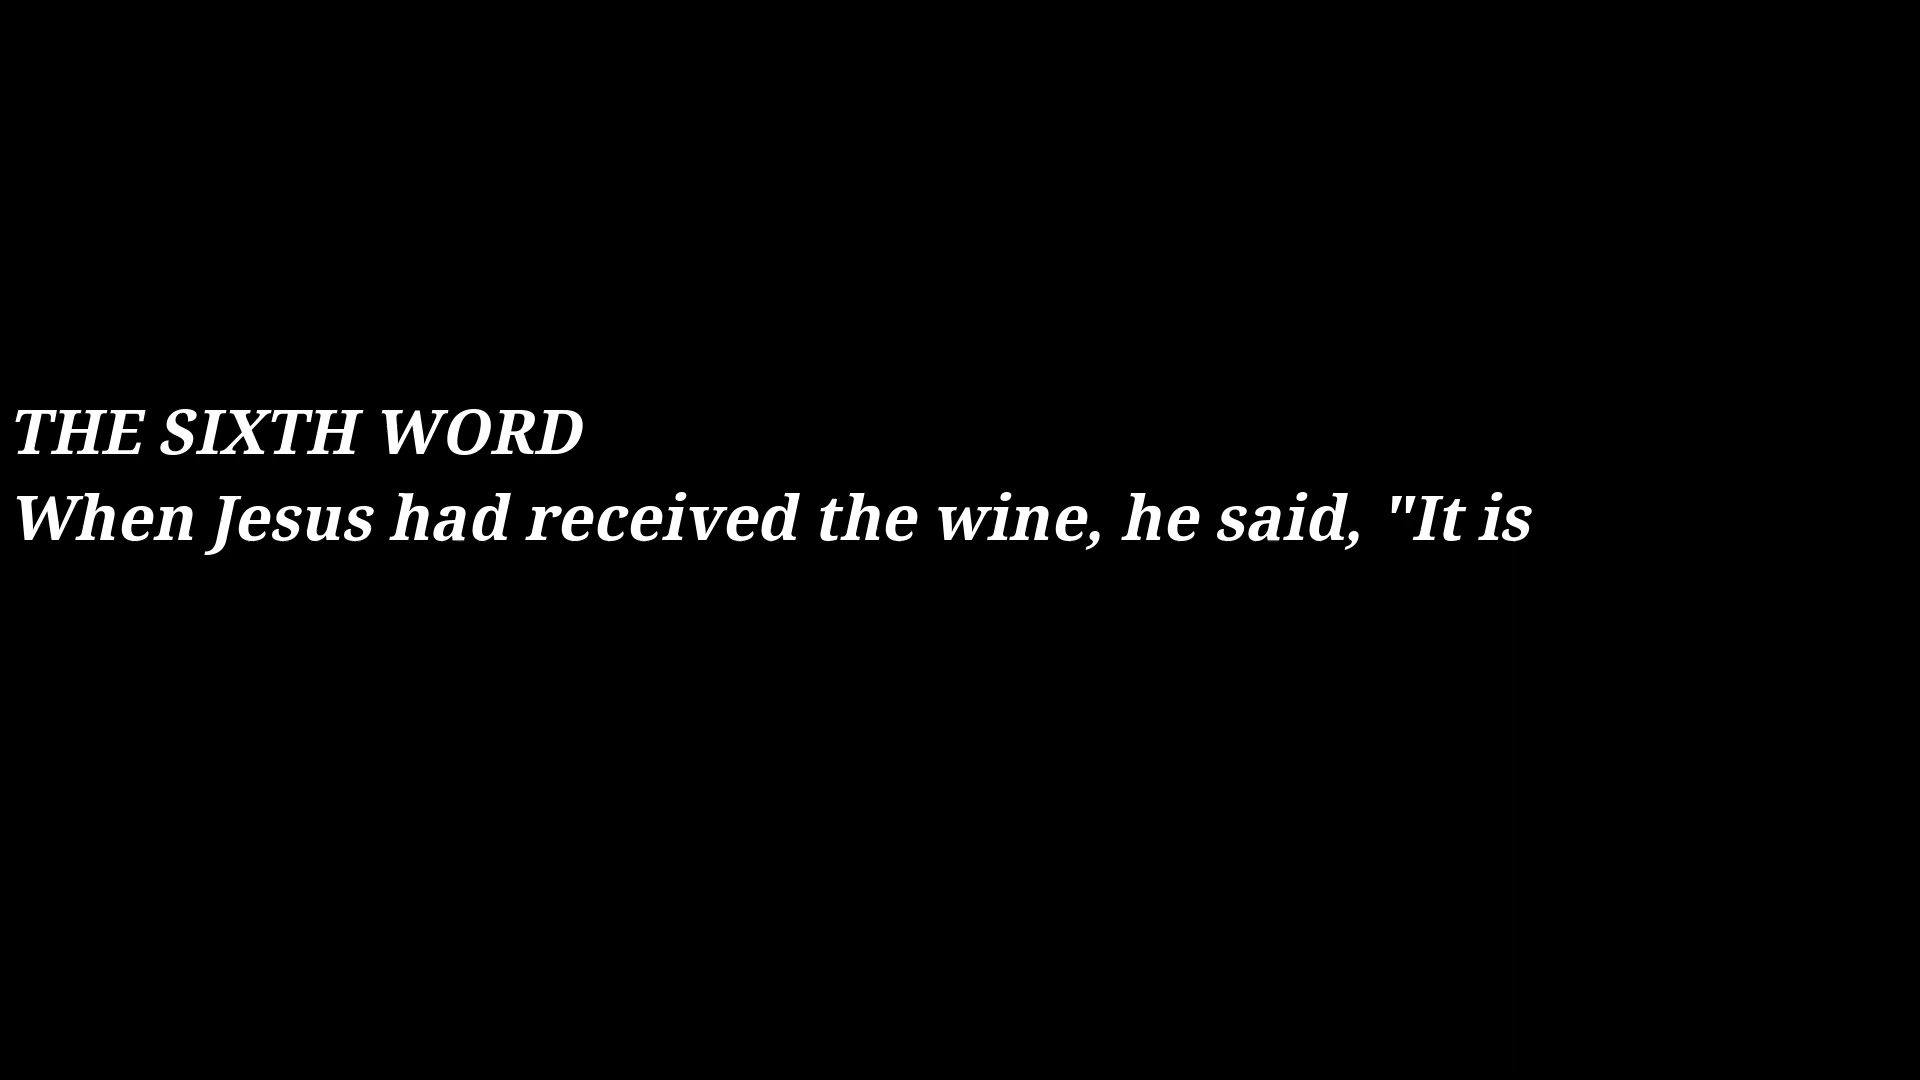 THE SIXTH WORD
When Jesus had received the wine, he said, "It is